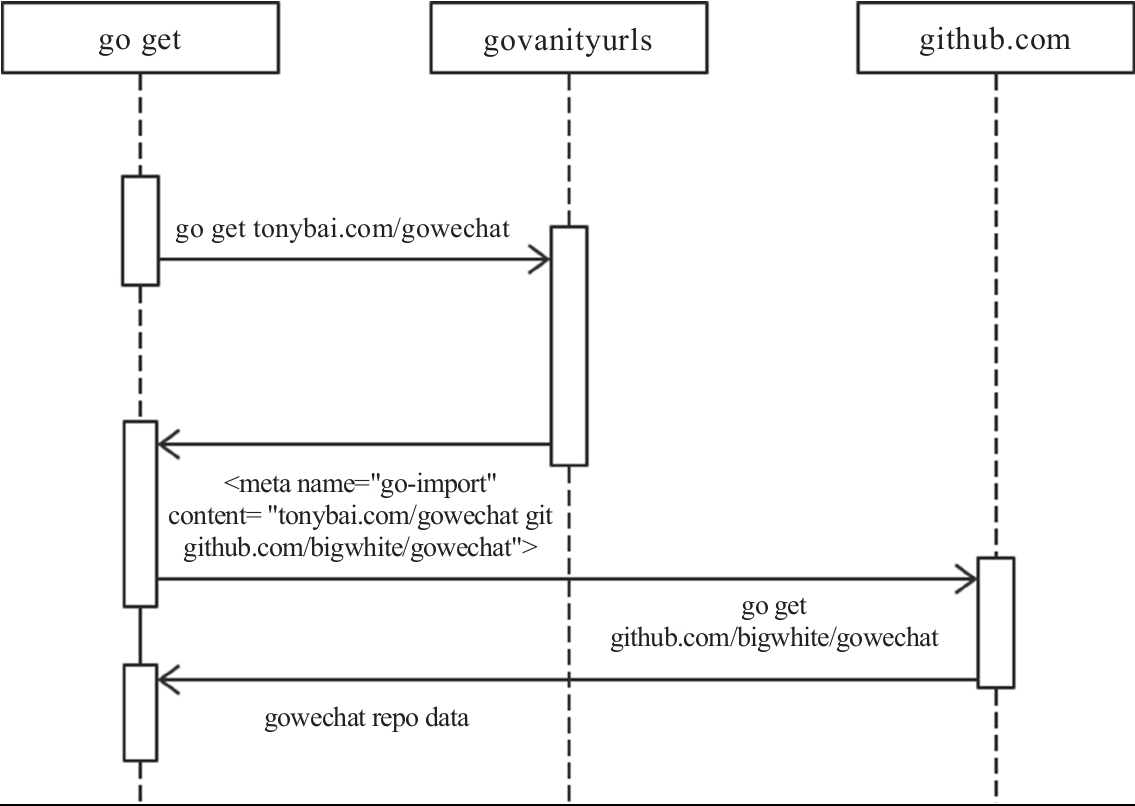 go get
govanityurls
github.com
go get tonybai.com/gowechat
<meta name="go-import"
content= "tonybai.com/gowechat git
github.com/bigwhite/gowechat">
go get
github.com/bigwhite/gowechat
gowechat repo data